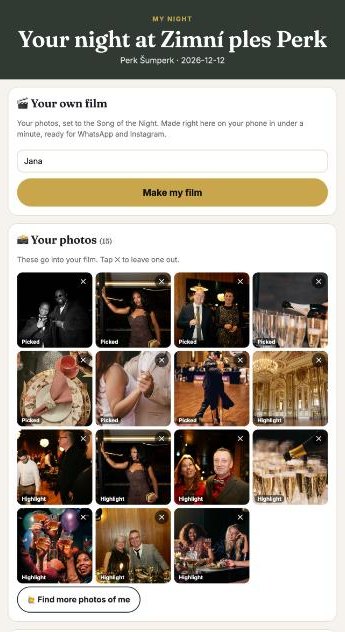 MY NIGHT
Your night at Zimní ples Perk
Perk Šumperk · 2026-12-12
Your own film
Your photos, set to the Song of the Night. Made right here on your phone in under a
minute, ready for WhatsApp and Instagram.
Jana
Make my film
Your photos (15)
These go into your film. Tap ✕ to leave one out.
Picked
Picked
Picked
Picked
Picked
Picked
Picked
Highlight
Highlight
Highlight
Highlight
Highlight
Highlight
Highlight
Highlight
Find more photos of me